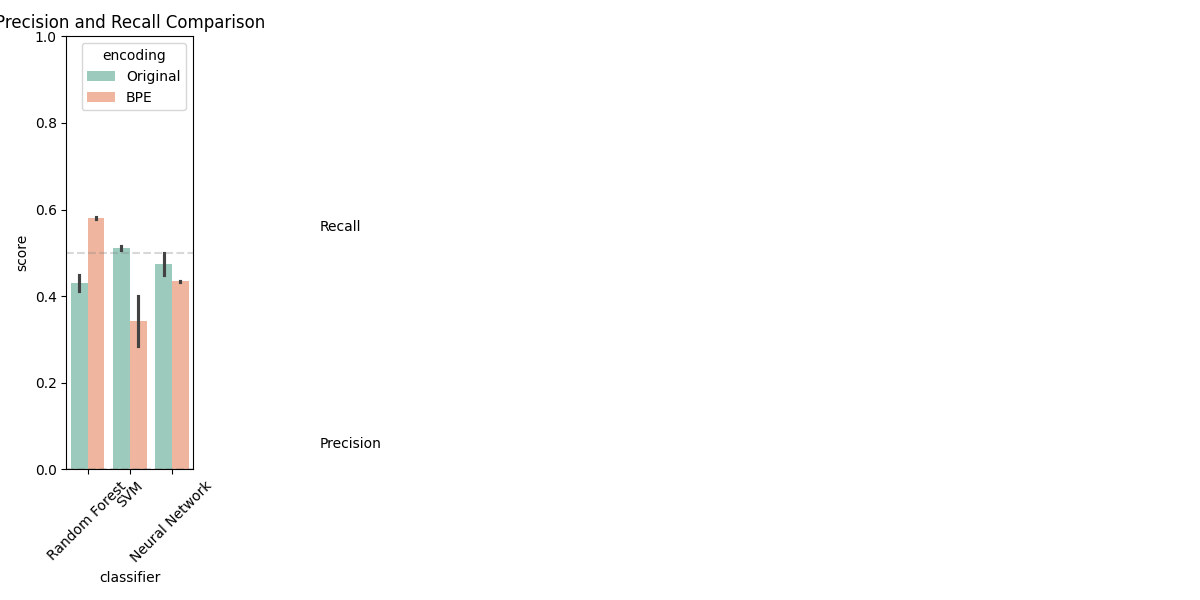 Precision and Recall Comparison
1.0
encoding
Original
BPE
0.8
0.6
Recall
score
0.4
0.2
Precision
0.0
Random Forest
SVM
Neural Network
classifier